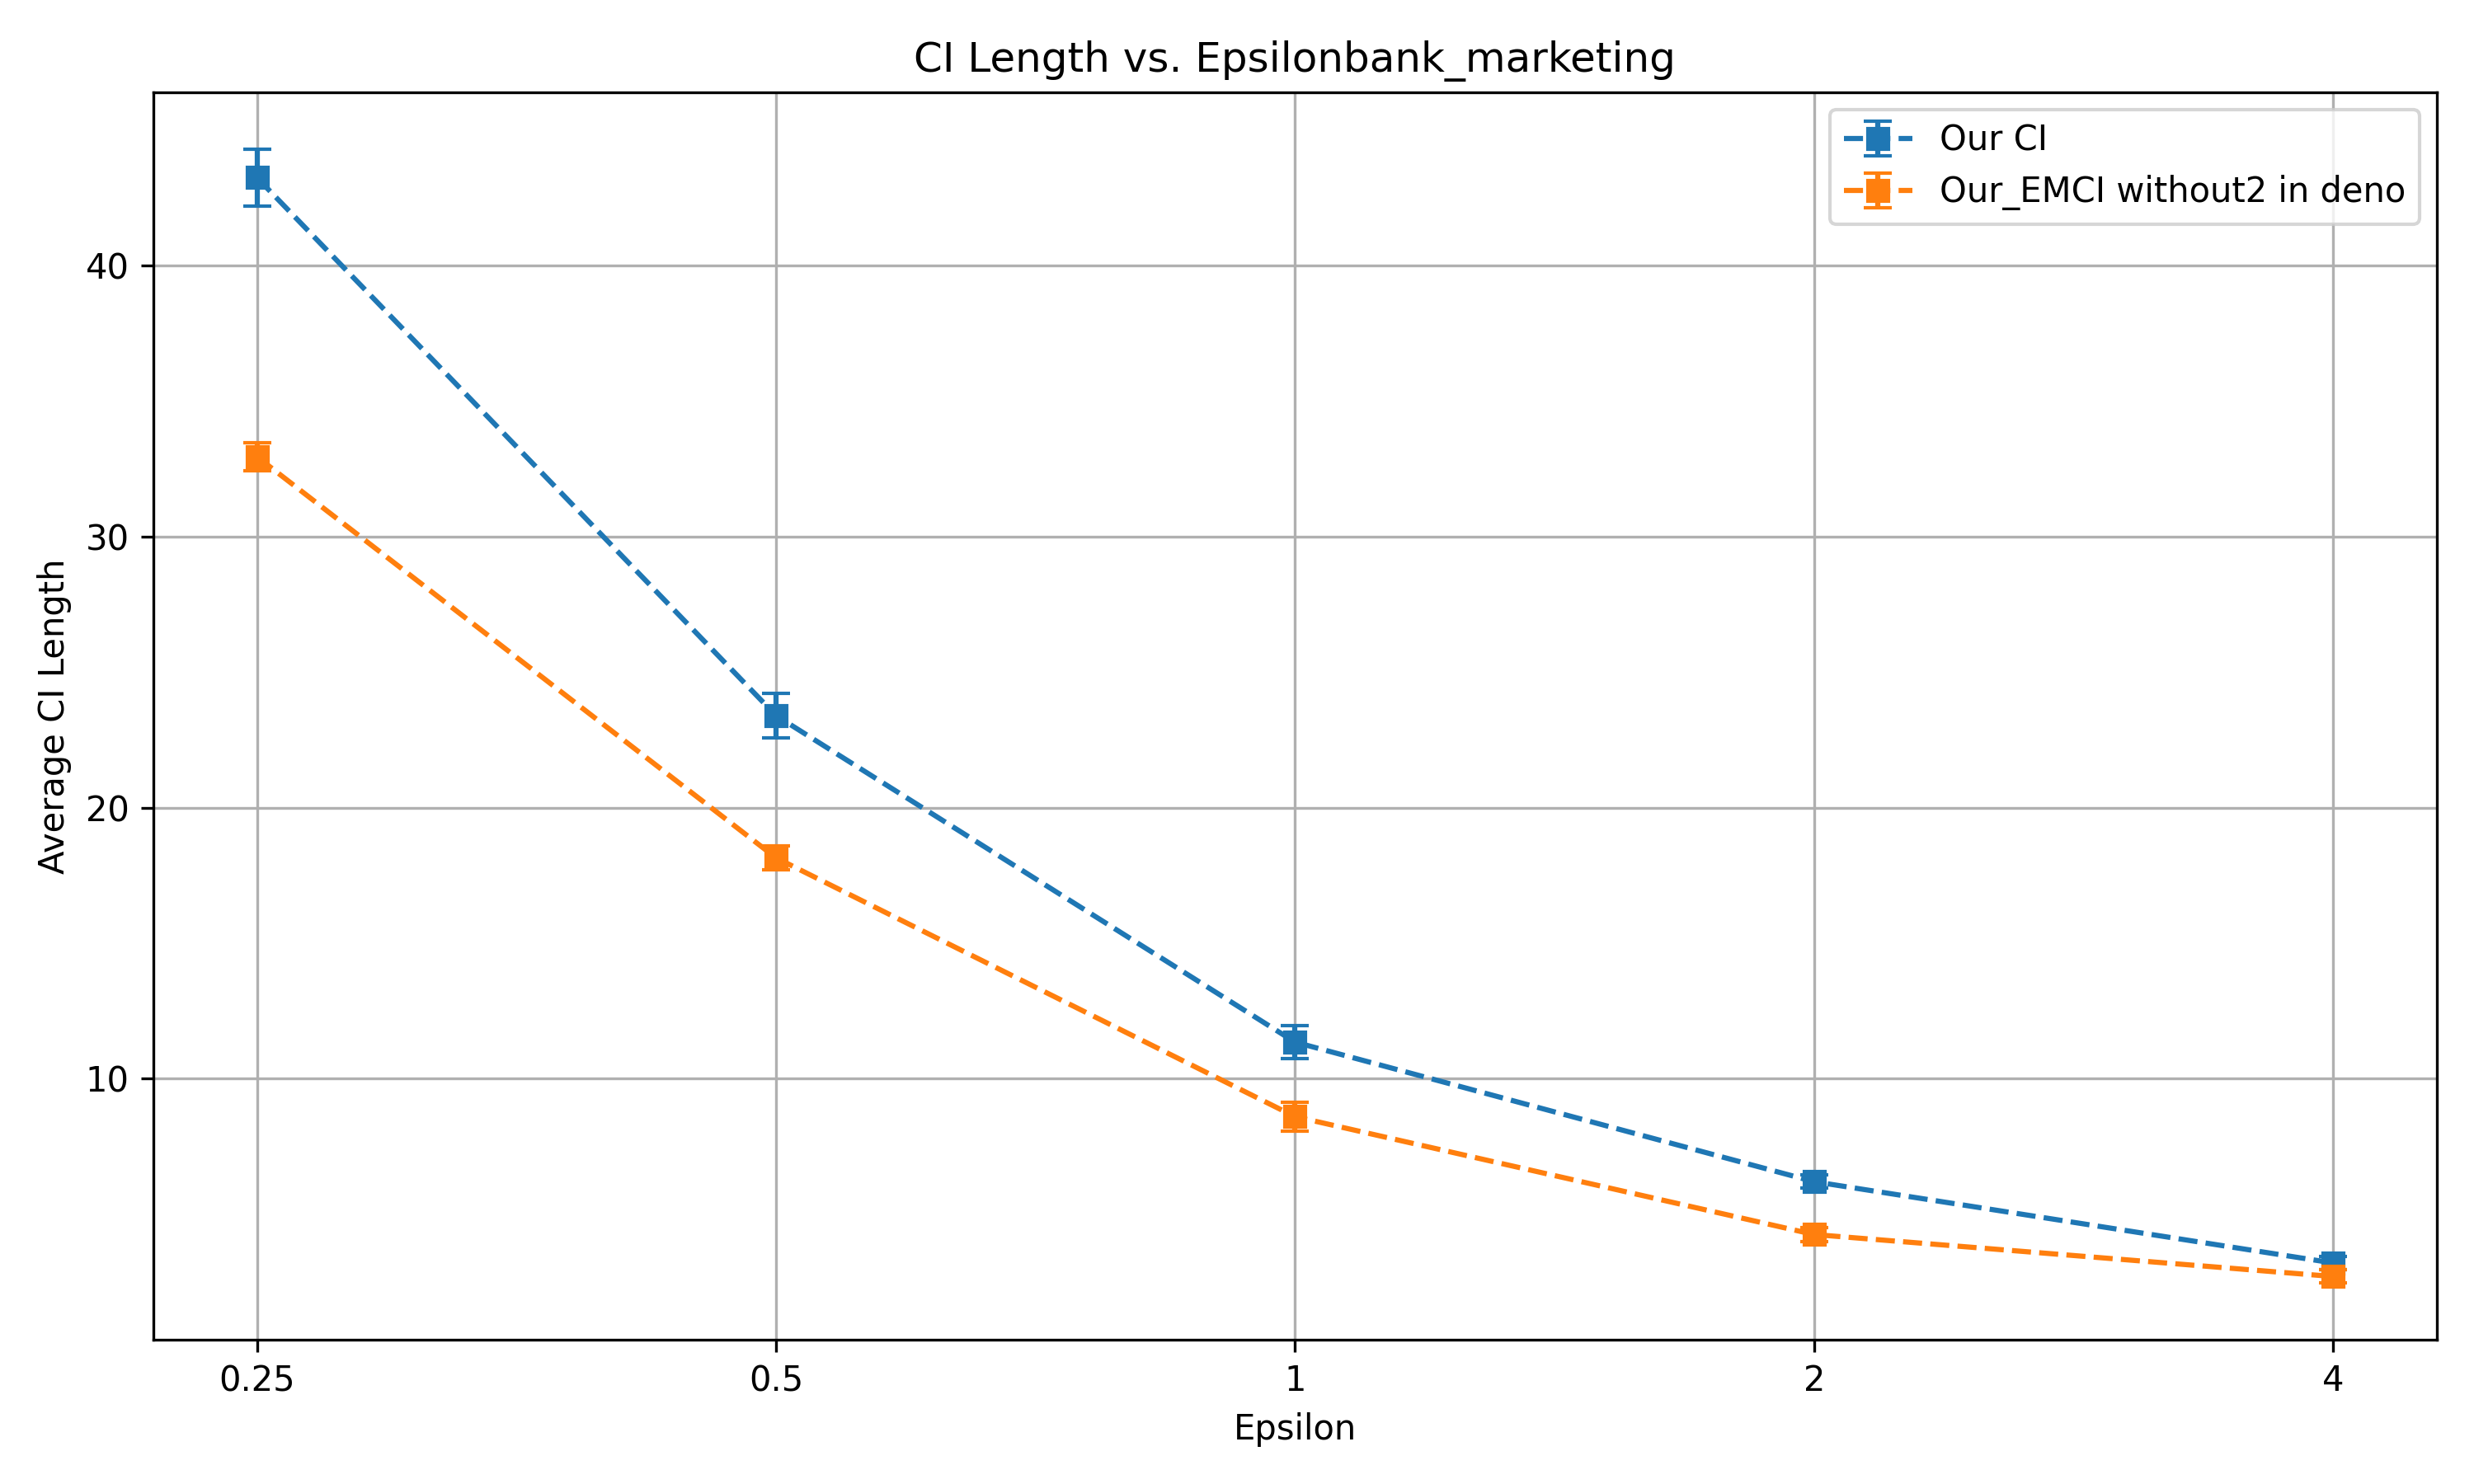 CI Length vs. Epsilonbank_marketing
Our CI
Our_EMCI without2 in deno
Average CI Length
40
30
20
10
0.25
0.5
1
2
4
Epsilon